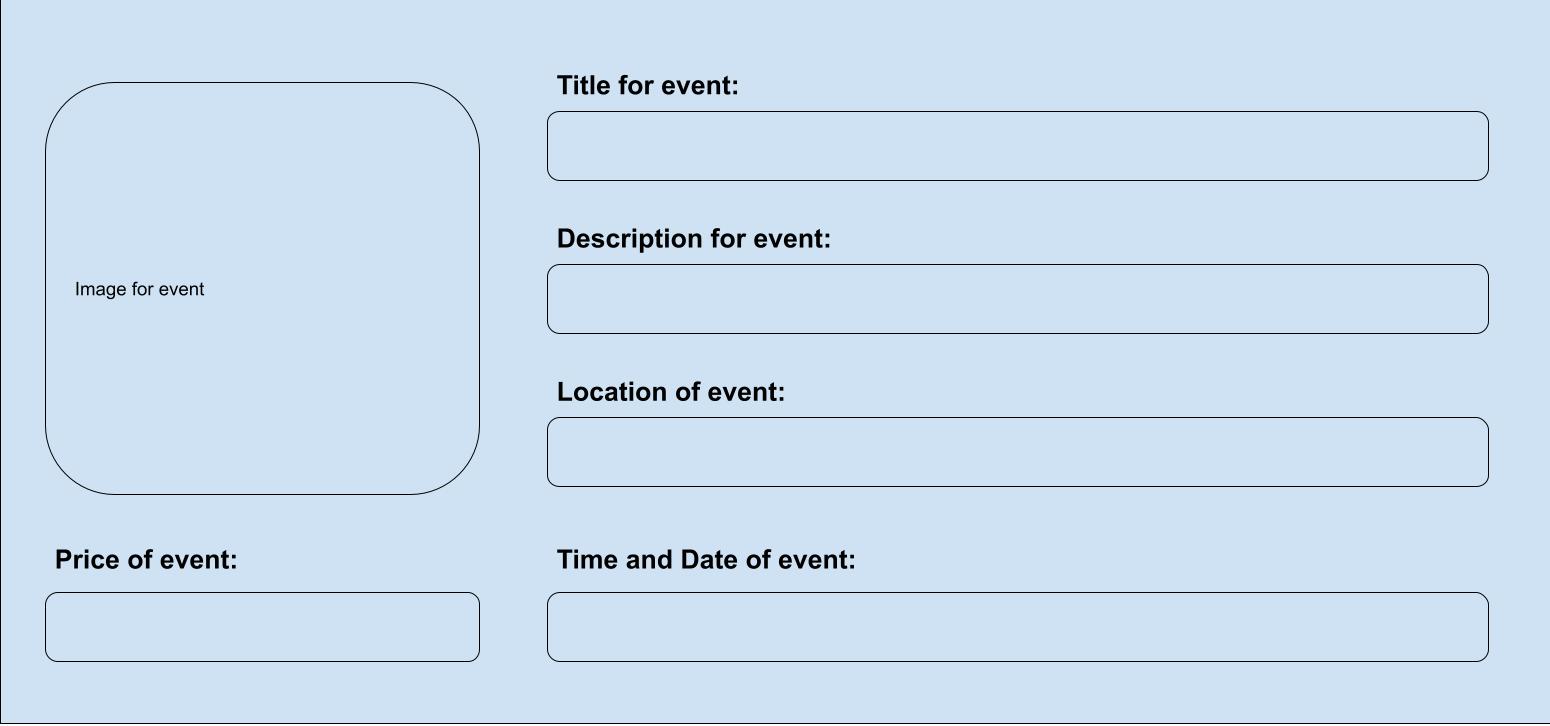 Title for event:
Description for event:
Image for event
Location of event:
Price of event:
Time and Date of event: